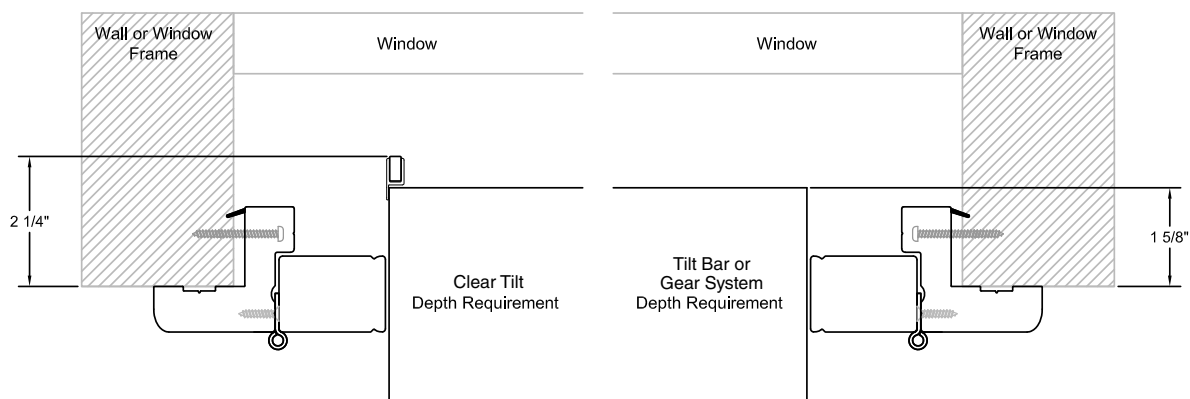 Wall or Window
Frame
Window
Window
Wall or Window
Frame
2 1/4"
1 5/8"
Clear Tilt
Depth Requirement
Tilt Bar or
Gear System
Depth Requirement